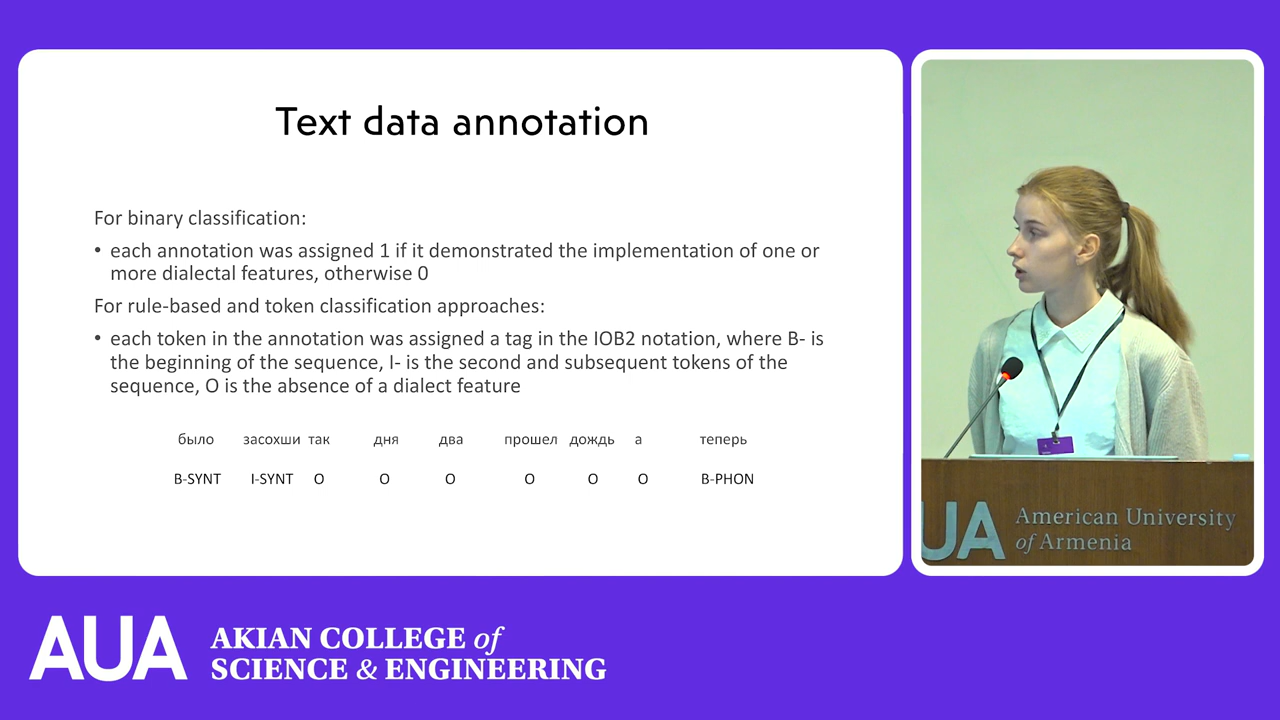 Text data annotation
For binary classification:
• each annotation was assigned 1 if it demonstrated the implementation of one or
more dialectal features, otherwise 0
For rule-based and token classification approaches:
• each token in the annotation was assigned a tag in the IOB2 notation, where B- is
the beginning of the sequence, I- is the second and subsequent tokens of the
sequence, O is the absence of a dialect feature
было засохши так дня два прошел дождь а теперь
B-SYNT I-SYNT O O O O O O B-PHON
UA American University
of Armenia
AUA AKIAN COLLEGE of
SCIENCE & ENGINEERING